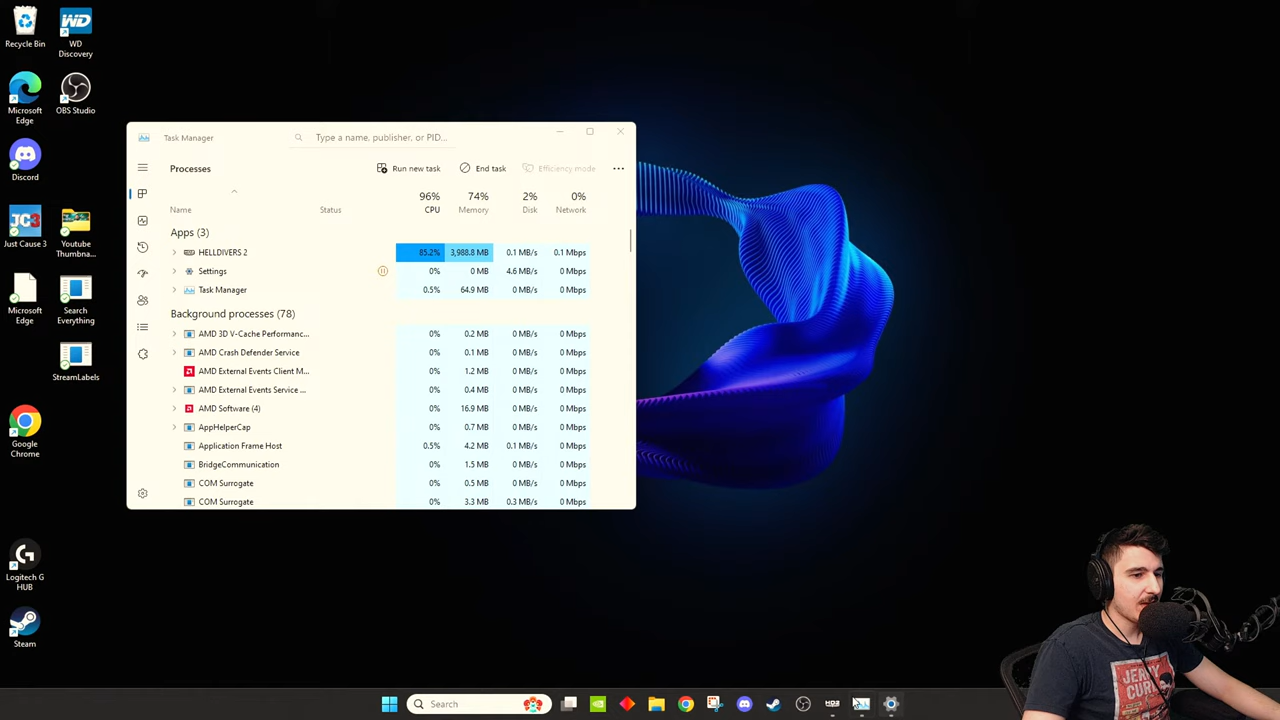 Recycle Bin
WD
Discovery
Microsoft
Edge
OBS Studio
Discord
Just Cause 3
Youtube
Thumbna...
Microsoft
Edge
Search
Everything
StreamLabels
Google
Chrome
Logitech G
HUB
Steam
Task Manager
Type a name, publisher, or PID...
Processes
Run new task
End task
Efficiency mode
96% 74% 2% 0%
Name Status CPU Memory Disk Network
Apps (3)
HELLDIVERS 2 85.2% 3,988.8 MB 0.1 MB/s 0.1 Mbps
Settings 0% 0 MB 4.6 MB/s 0 Mbps
Task Manager 0.5% 64.9 MB 0 MB/s 0 Mbps
Background processes (78)
AMD 3D V-Cache Performanc... 0% 0.2 MB 0 MB/s 0 Mbps
AMD Crash Defender Service 0% 0.1 MB 0 MB/s 0 Mbps
AMD External Events Client M... 0% 1.2 MB 0 MB/s 0 Mbps
AMD External Events Service ... 0% 0.4 MB 0 MB/s 0 Mbps
AMD Software (4) 0% 16.9 MB 0 MB/s 0 Mbps
AppHelperCap 0% 0.7 MB 0 MB/s 0 Mbps
Application Frame Host 0.5% 4.2 MB 0.1 MB/s 0 Mbps
BridgeCommunication 0% 1.5 MB 0 MB/s 0 Mbps
COM Surrogate 0% 0.5 MB 0 MB/s 0 Mbps
COM Surrogate 0% 3.3 MB 0.3 MB/s 0 Mbps
WD
JC3
Search